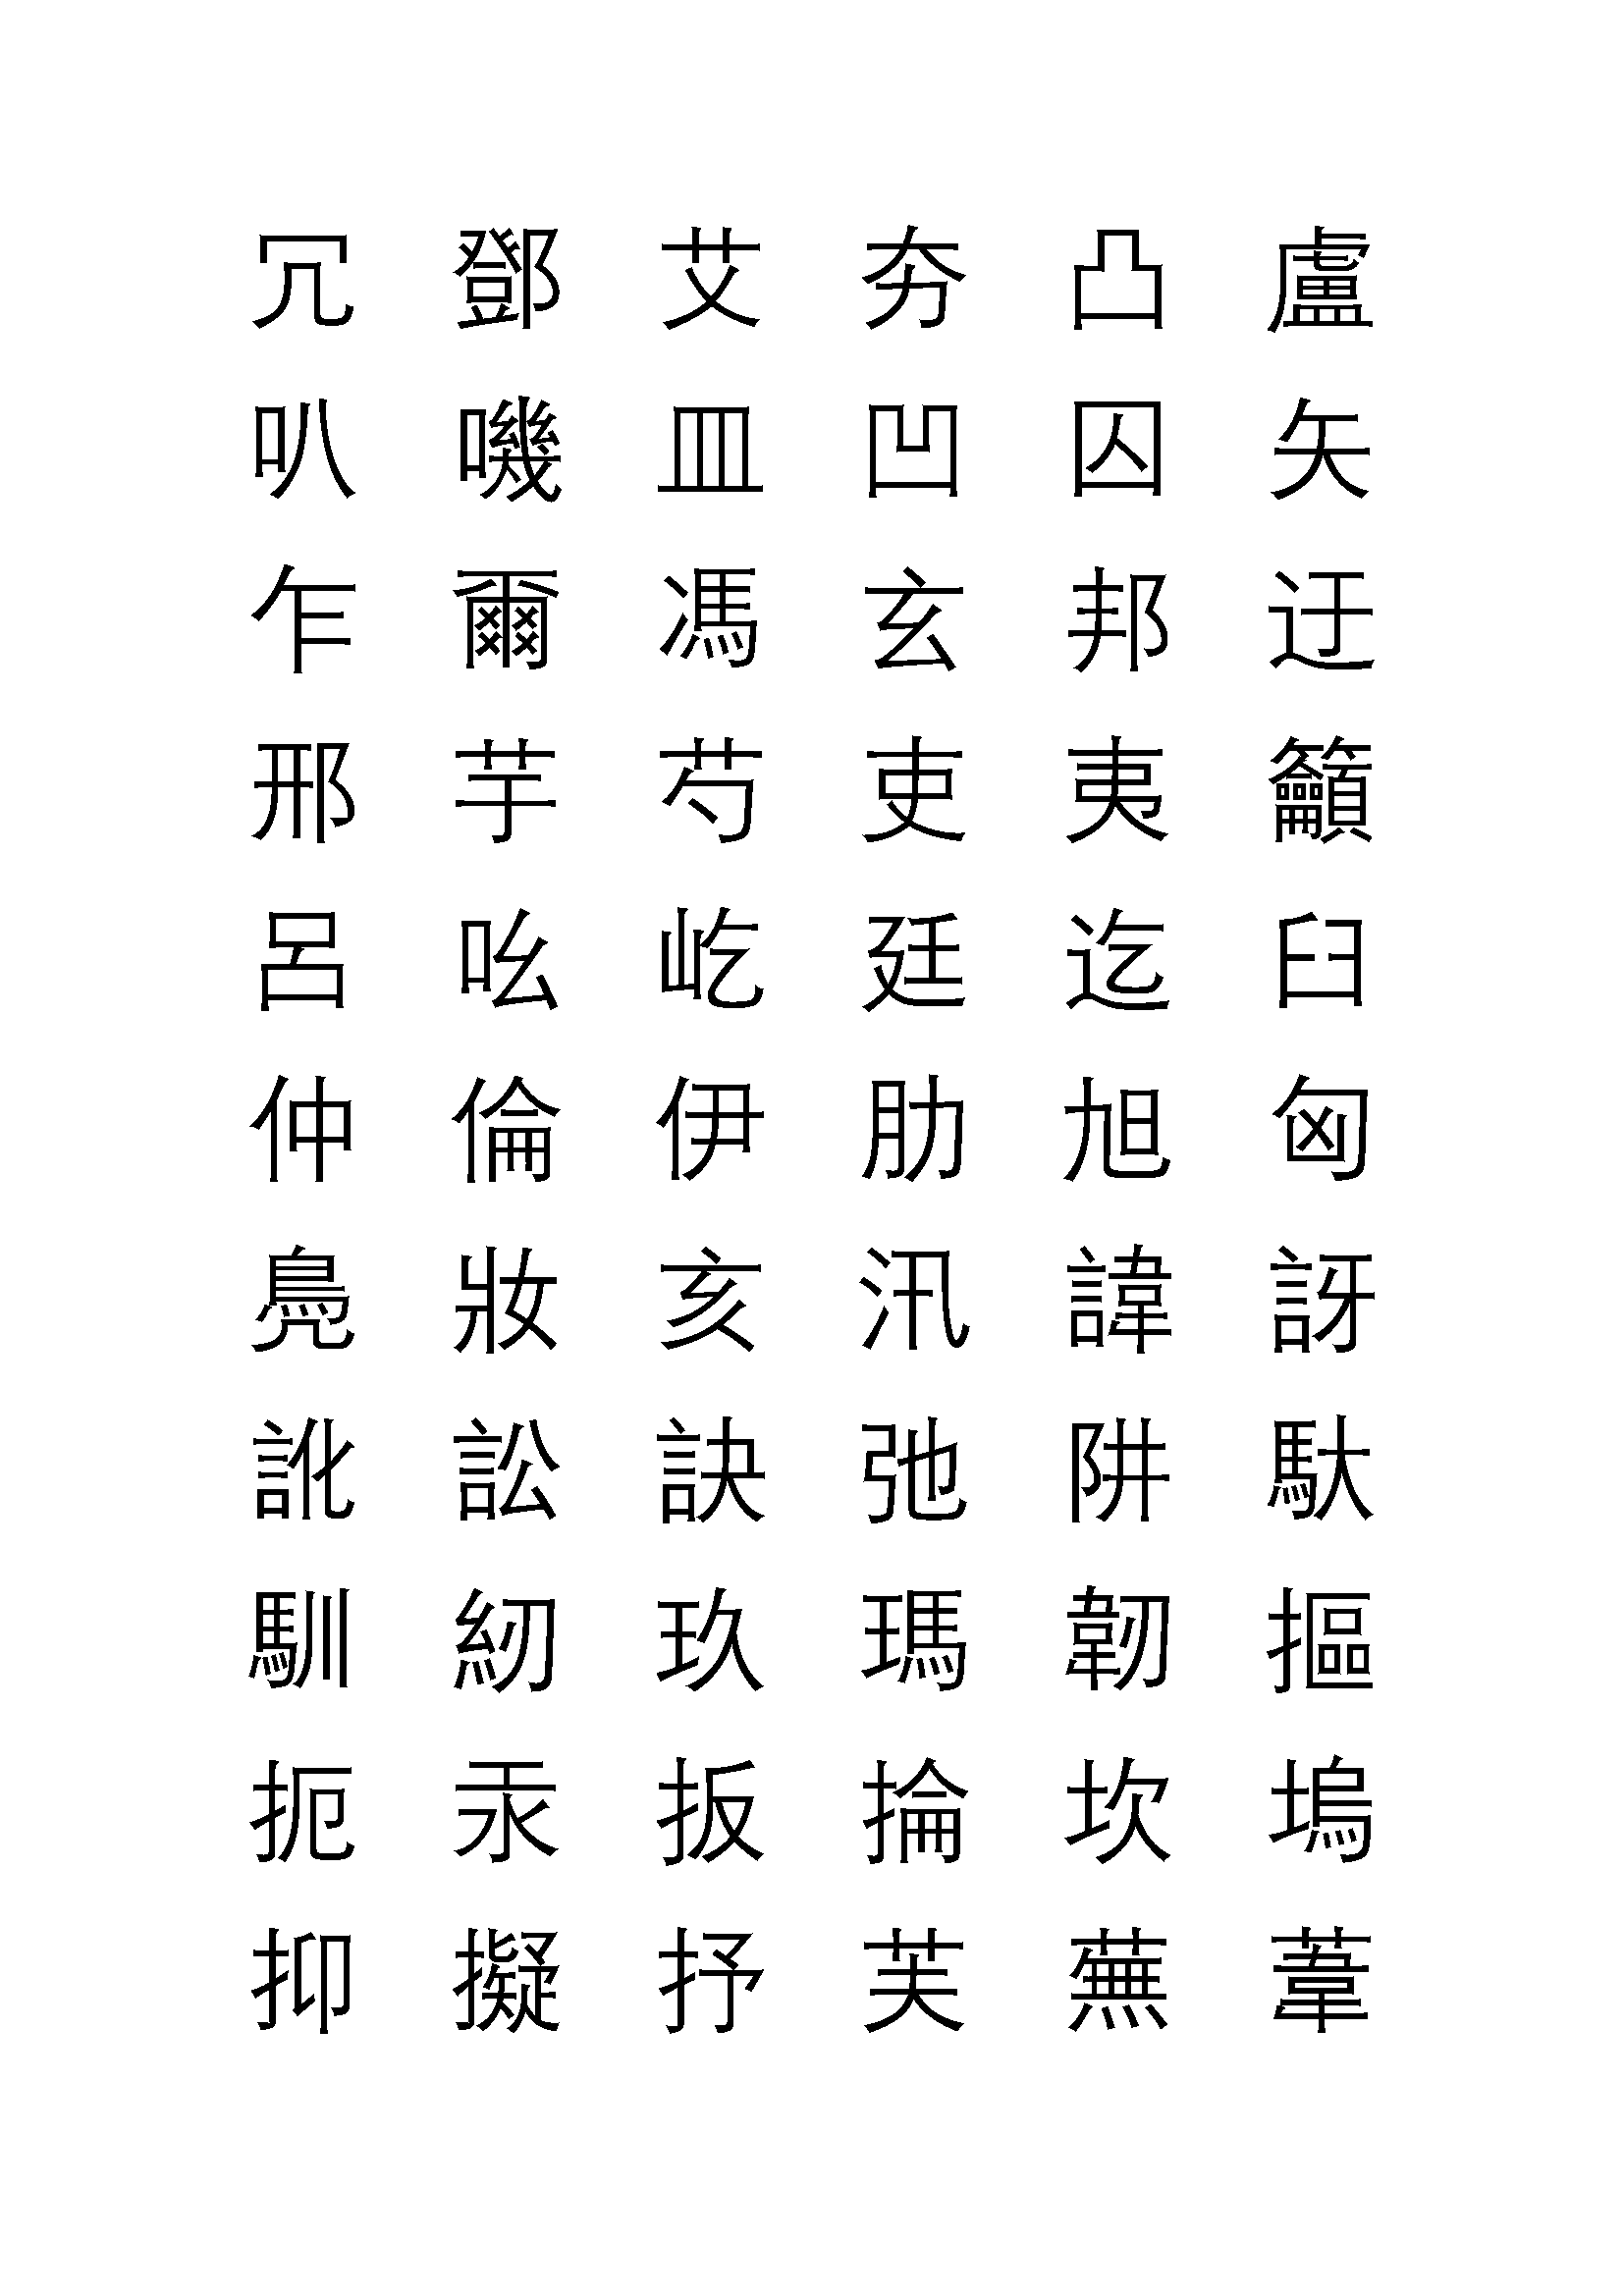 冗 鄧 艾 夯 凸 盧
叭 嘰 皿 凹 囚 矢
乍 爾 馮 玄 邦 迂
邢 芋 芍 吏 夷 籲
呂 吆 屹 廷 迄 臼
仲 倫 伊 肋 旭 匈
鳧 妝 亥 汛 諱 訝
訛 訟 訣 弛 阱 馱
馴 紉 玖 瑪 韌 摳
扼 汞 扳 掄 坎 塢
抑 擬 抒 芙 蕪 葦